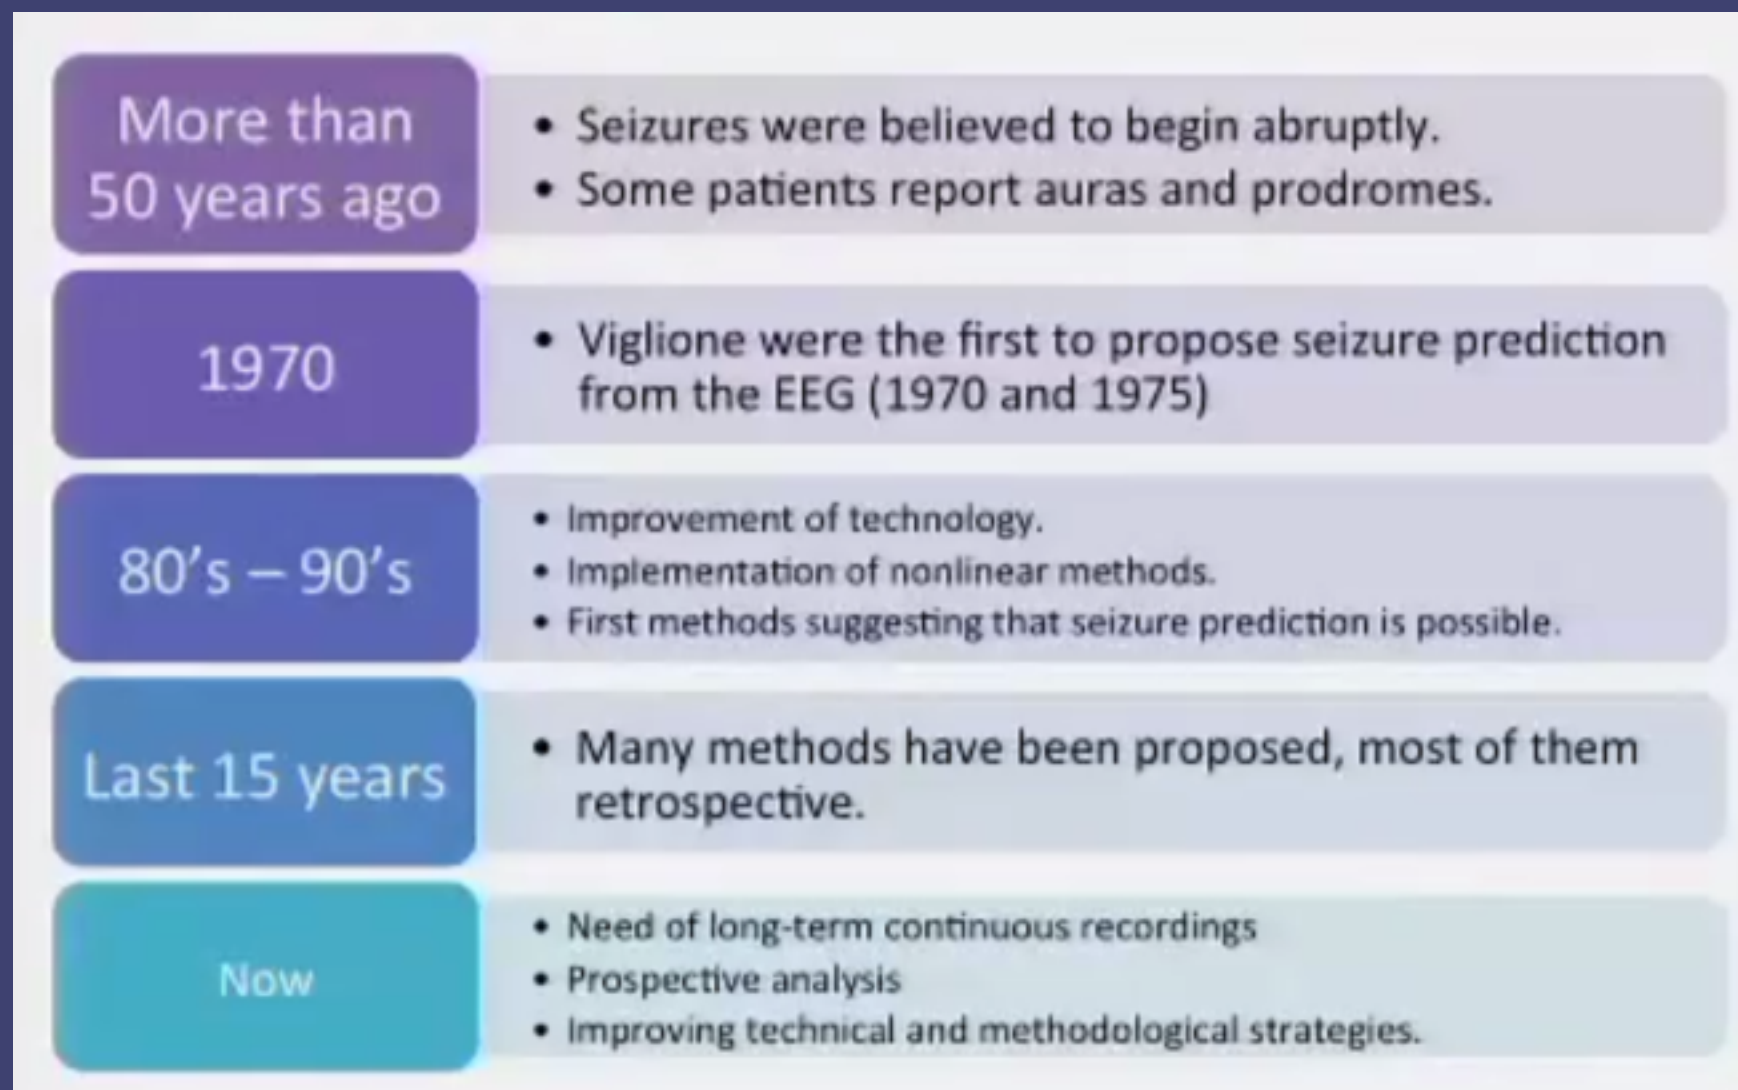 More than
50 years ago
• Seizures were believed to begin abruptly.
• Some patients report auras and prodromes.
1970
• Viglione were the first to propose seizure prediction
from the EEG (1970 and 1975)
80’s – 90’s
• Improvement of technology.
• Implementation of nonlinear methods.
• First methods suggesting that seizure prediction is possible.
Last 15 years
• Many methods have been proposed, most of them
retrospective.
Now
• Need of long-term continuous recordings
• Prospective analysis
• Improving technical and methodological strategies.